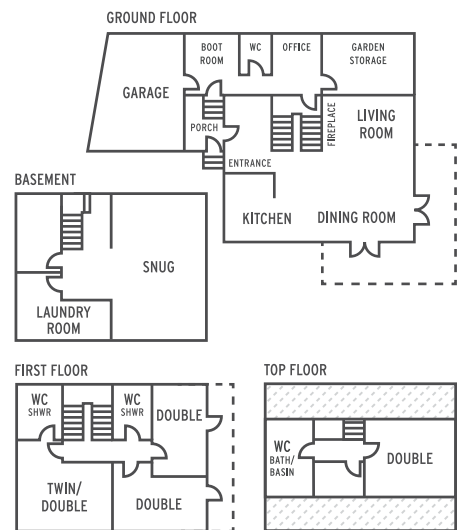 GROUND FLOOR
BOOT
ROOM
WC
OFFICE
GARDEN
STORAGE
GARAGE
PORCH
FIREPLACE
LIVING
ROOM
ENTRANCE
KITCHEN
DINING ROOM
BASEMENT
SNUG
LAUNDRY
ROOM
FIRST FLOOR
WC
SHWR
WC
SHWR
DOUBLE
TWIN/
DOUBLE
DOUBLE
TOP FLOOR
WC
BATH/
BASIN
DOUBLE